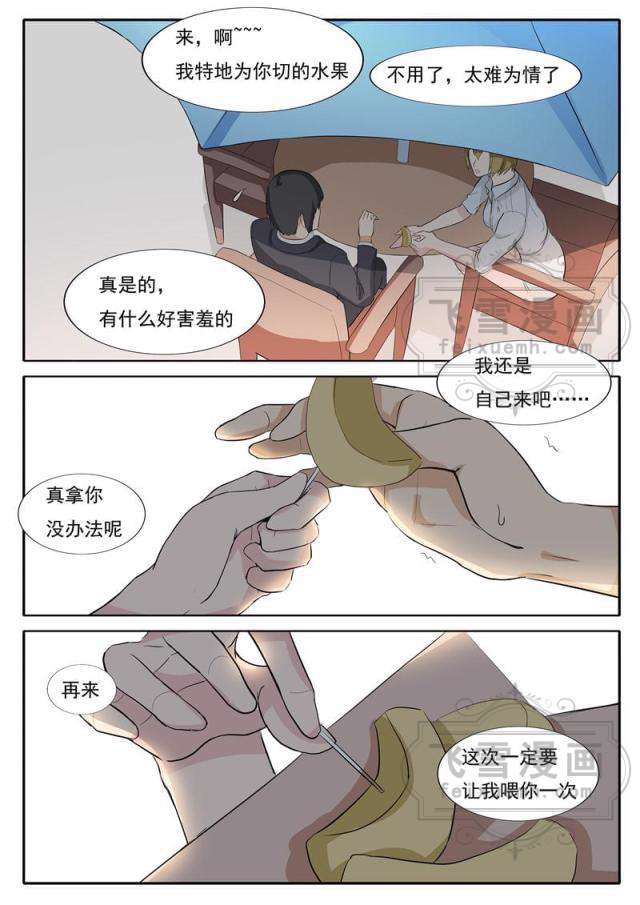 来，啊~~~
我特地为你切的水果
不用了，太难为情了
真是的，
有什么好害羞的
飞雪漫画
feixuemh.com
我还是
自己来吧……
真拿你
没办法呢
再来
飞雪漫画
feixuemh.com
这次一定要
让我喂你一次